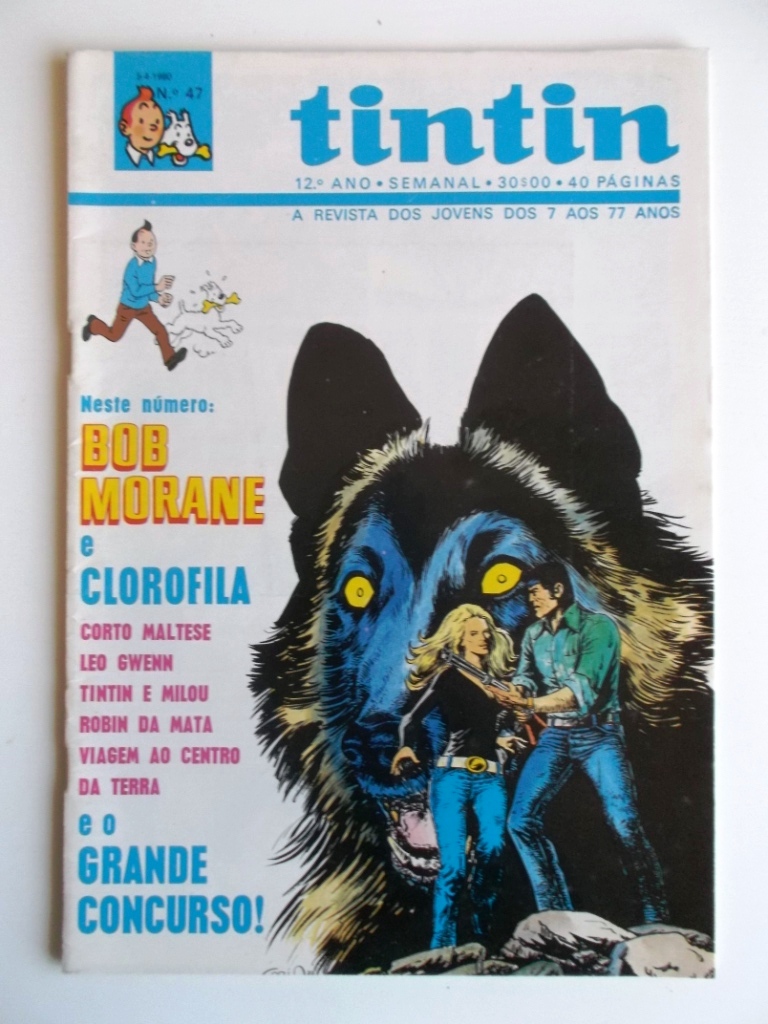 N.º 47
tintin
12.º ANO • SEMANAL • 30$00 • 40 PÁGINAS
A REVISTA DOS JOVENS DOS 7 AOS 77 ANOS
Neste número:
BOB
MORANE
e
CLOROFILA
CORTO MALTESE
LEO GWENN
TINTIN E MILOU
ROBIN DA MATA
VIAGEM AO CENTRO
DA TERRA
e o
GRANDE
CONCURSO!